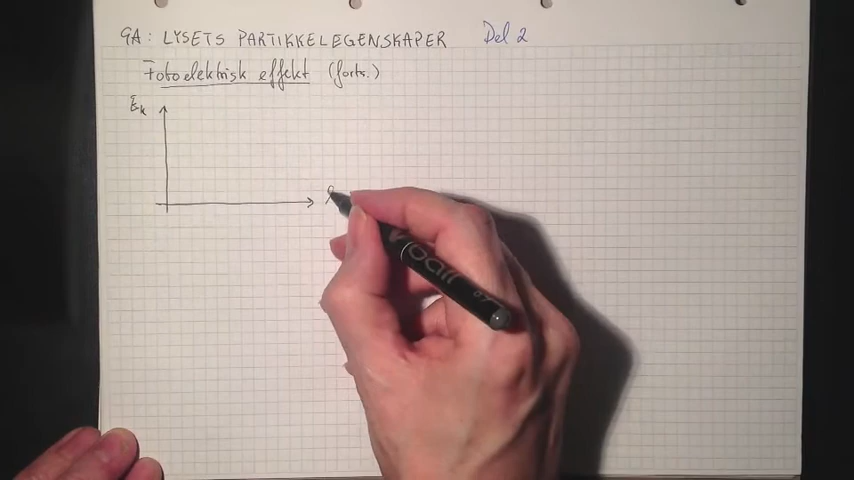 9A: LYSETS PARTIKKELEGENSKAPER Del 2
Fotoelektrisk effekt (forts.)
Ek